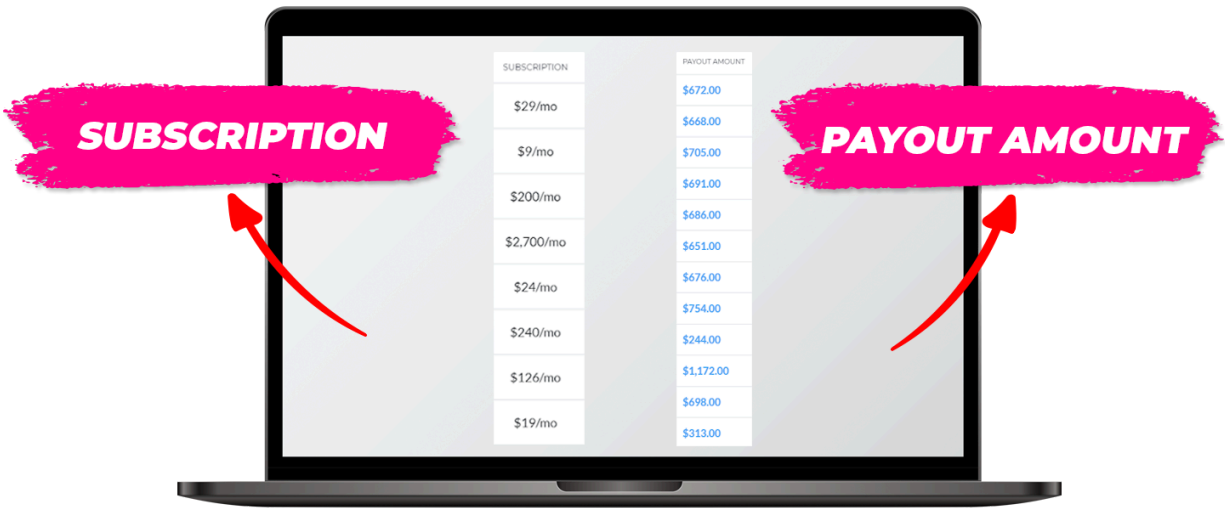 SUBSCRIPTION
PAYOUT AMOUNT
SUBSCRIPTION
$29/mo
$9/mo
$200/mo
$2,700/mo
$24/mo
$240/mo
$126/mo
$19/mo
PAYOUT AMOUNT
$672.00
$668.00
$705.00
$691.00
$686.00
$651.00
$676.00
$754.00
$244.00
$1,172.00
$698.00
$313.00